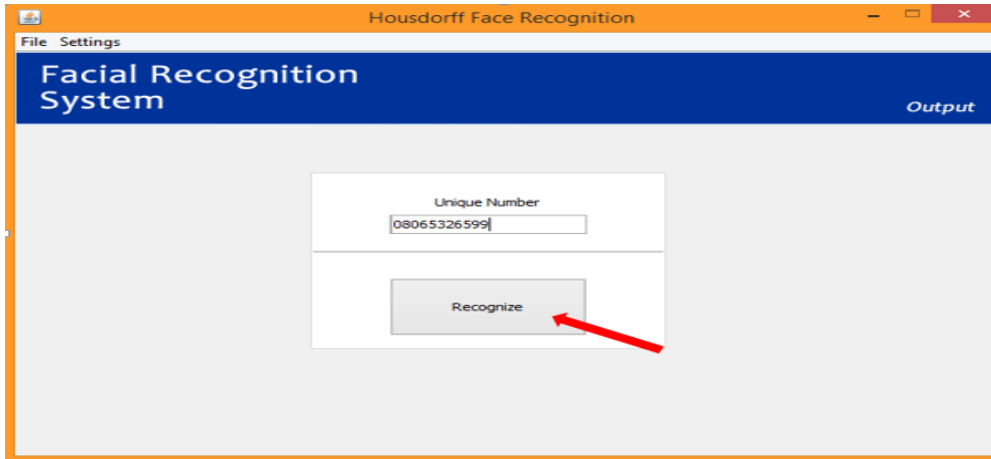 Housdorff Face Recognition
File Settings
Facial Recognition
System
Output
Unique Number
08065326599
Recognize